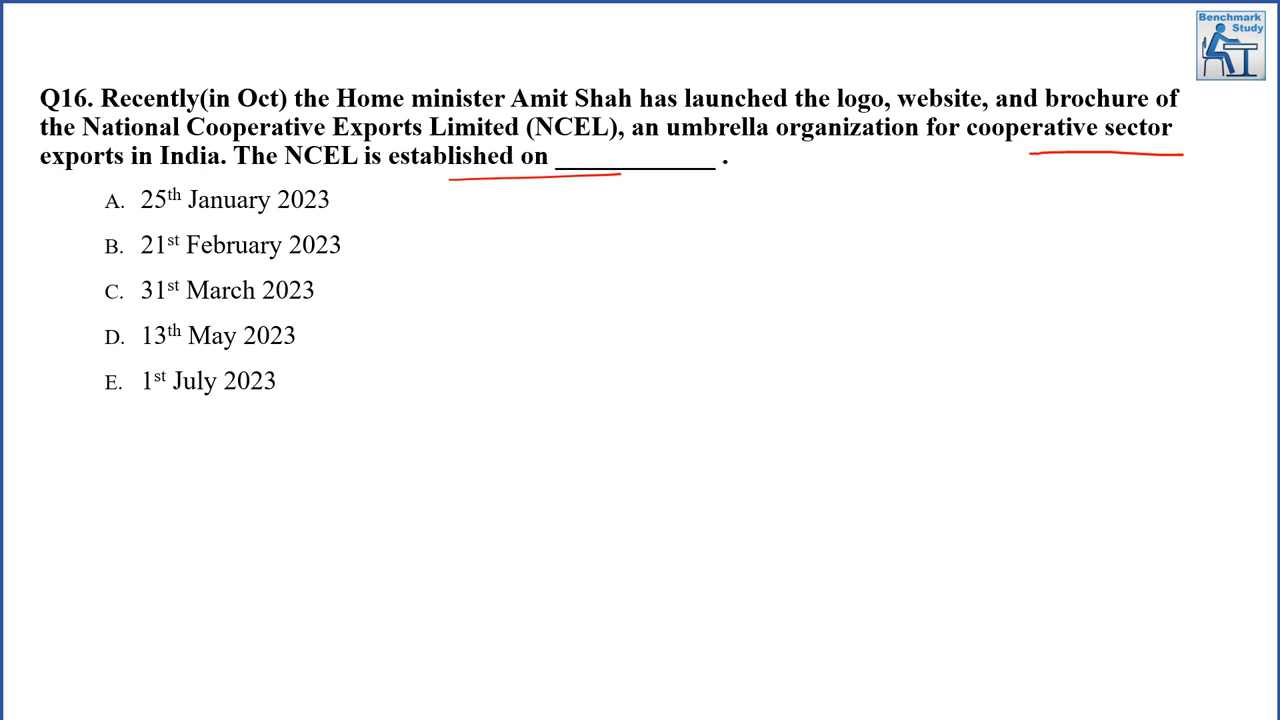 Benchmark
Study
Q16. Recently(in Oct) the Home minister Amit Shah has launched the logo, website, and brochure of
the National Cooperative Exports Limited (NCEL), an umbrella organization for cooperative sector
exports in India. The NCEL is established on ____________ .
A. 25th January 2023
B. 21st February 2023
C. 31st March 2023
D. 13th May 2023
E. 1st July 2023